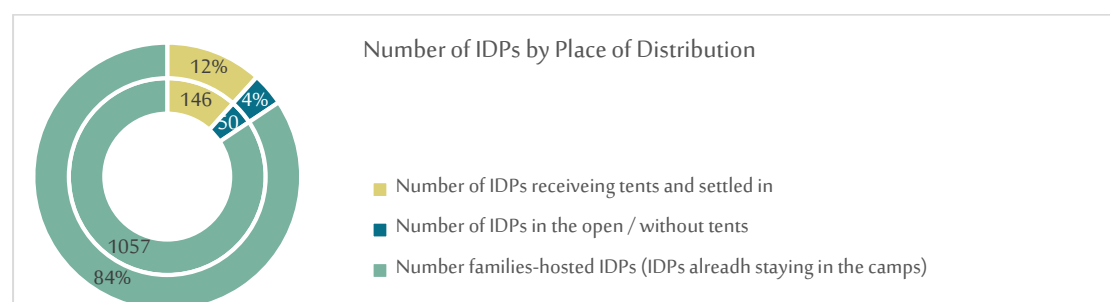 Number of IDPs by Place of Distribution
12%
146
4%
50
1057
84%
Number of IDPs receiveing tents and settled in
Number of IDPs in the open / without tents
Number families-hosted IDPs (IDPs alreadh staying in the camps)